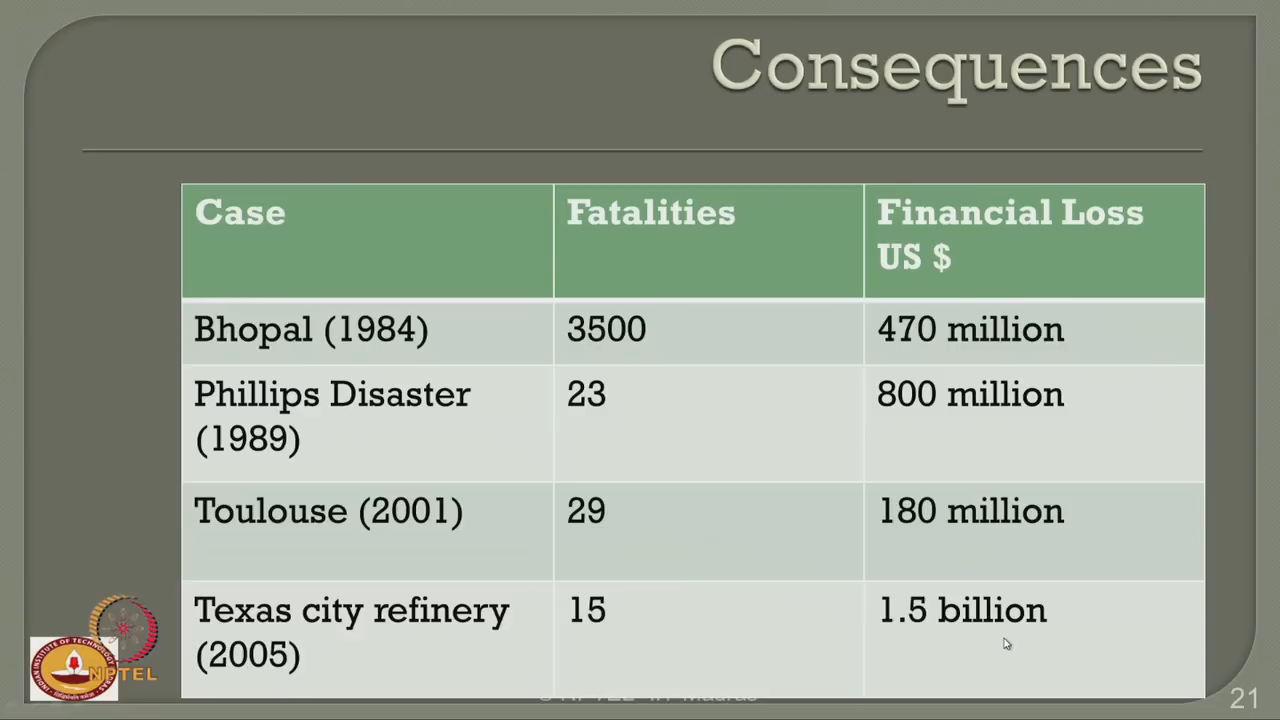 Consequences
Case
Fatalities
Financial Loss
US $
Bhopal (1984)
3500
470 million
Phillips Disaster
(1989)
23
800 million
Toulouse (2001)
29
180 million
Texas city refinery
(2005)
15
1.5 billion
NPTEL
21